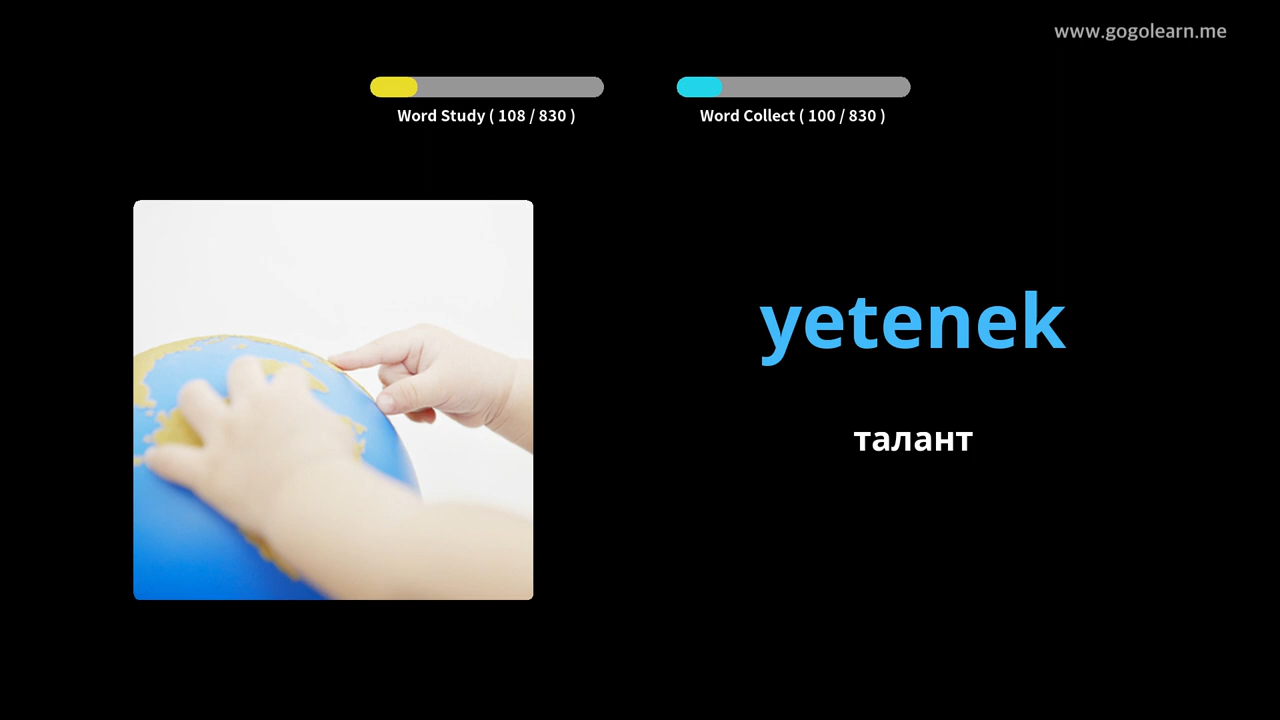 www.gogolearn.me
Word Study ( 108 / 830 )
Word Collect ( 100 / 830 )
yetenek
талант